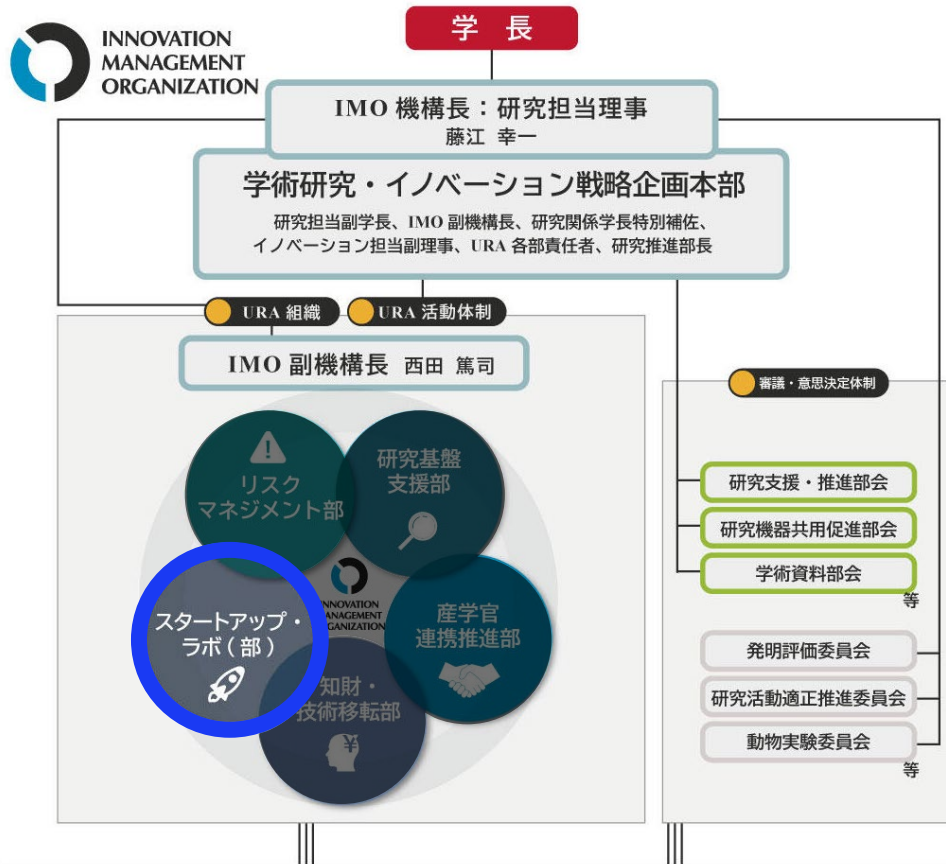 INNOVATION
MANAGEMENT
ORGANIZATION
学 長
IMO 機構長：研究担当理事
藤江 幸一
学術研究・イノベーション戦略企画本部
研究担当副学長、IMO 副機構長、研究関係学長特別補佐、
イノベーション担当副理事、URA 各部責任者、研究推進部長
URA 組織
URA 活動体制
IMO 副機構長 西田 篤司
リスク
マネジメント部
研究基盤
支援部
スタートアップ・
ラボ（部）
INNOVATION
MANAGEMENT
ORGANIZATION
産学官
連携推進部
知財・
技術移転部
¥
審議・意思決定体制
研究支援・推進部会
研究機器共用促進部会
学術資料部会
等
発明評価委員会
研究活動適正推進委員会
動物実験委員会
等